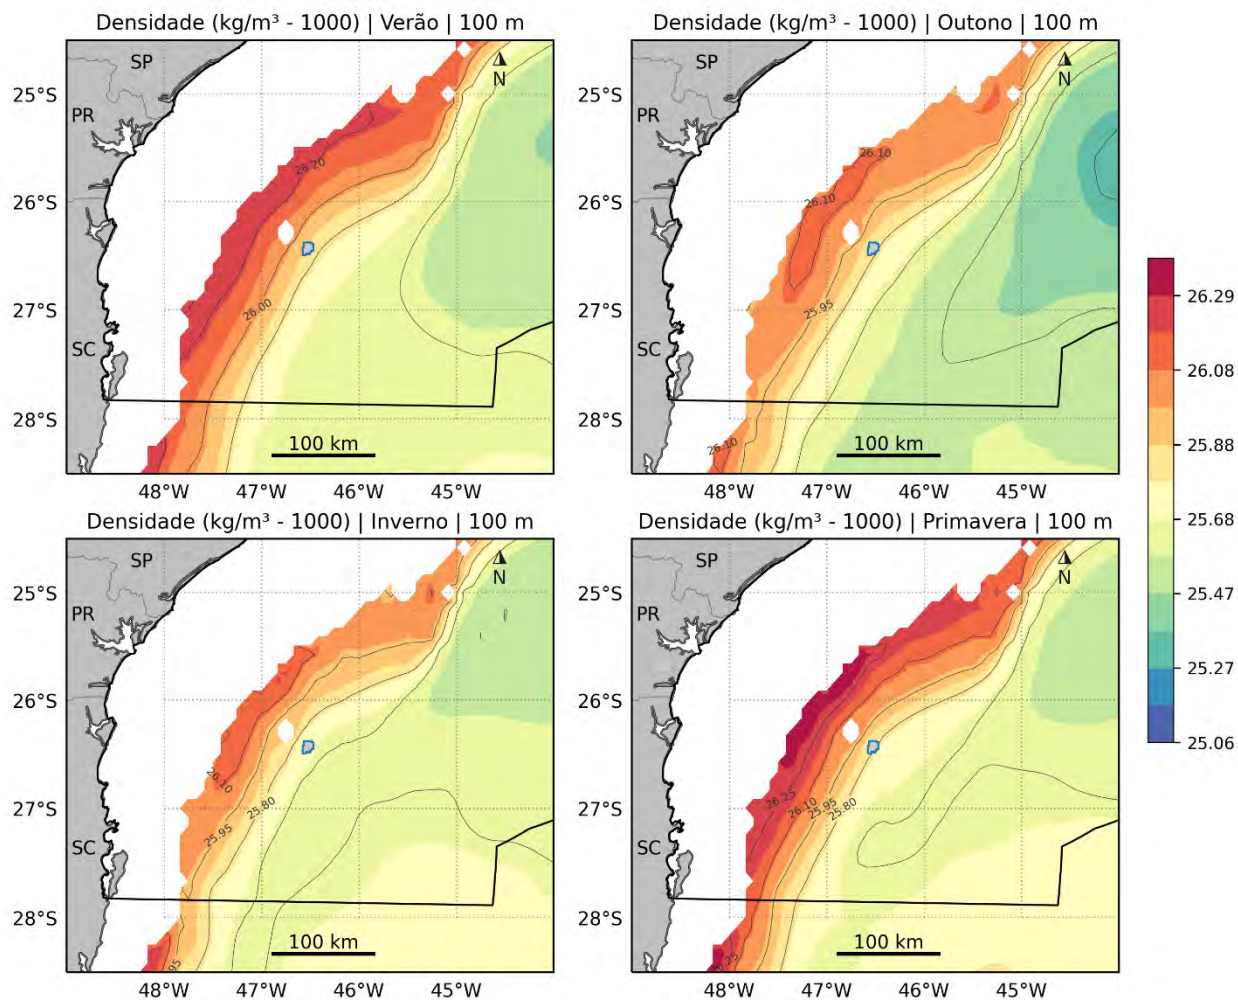 Densidade (kg/m³ - 1000) | Verão | 100 m
SP
N
PR
SC
25°S
26°S
27°S
28°S
26.20
26.00
100 km
48°W 47°W 46°W 45°W
Densidade (kg/m³ - 1000) | Outono | 100 m
SP
N
PR
SC
25°S
26°S
27°S
28°S
26.10
26.10
25.95
26.10
100 km
48°W 47°W 46°W 45°W
Densidade (kg/m³ - 1000) | Inverno | 100 m
SP
N
PR
SC
25°S
26°S
27°S
28°S
26.10
25.80
25.95
95
100 km
48°W 47°W 46°W 45°W
Densidade (kg/m³ - 1000) | Primavera | 100 m
SP
N
PR
SC
25°S
26°S
27°S
28°S
26.25
26.10
25.95
25.80
26.25
100 km
48°W 47°W 46°W 45°W
26.29
26.08
25.88
25.68
25.47
25.27
25.06